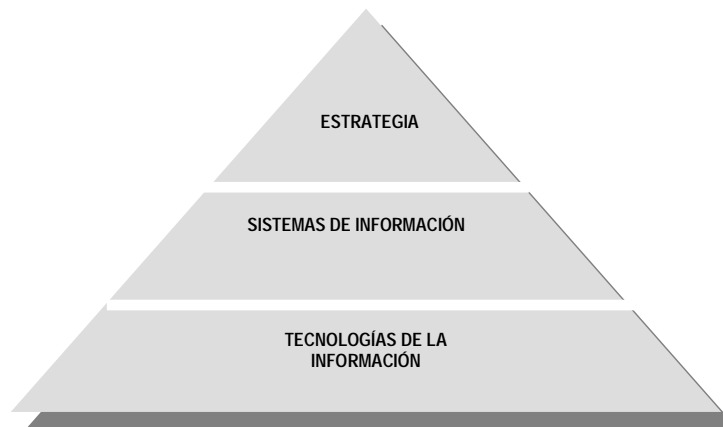 ESTRATEGIA
SISTEMAS DE INFORMACIÓN
TECNOLOGÍAS DE LA
INFORMACIÓN